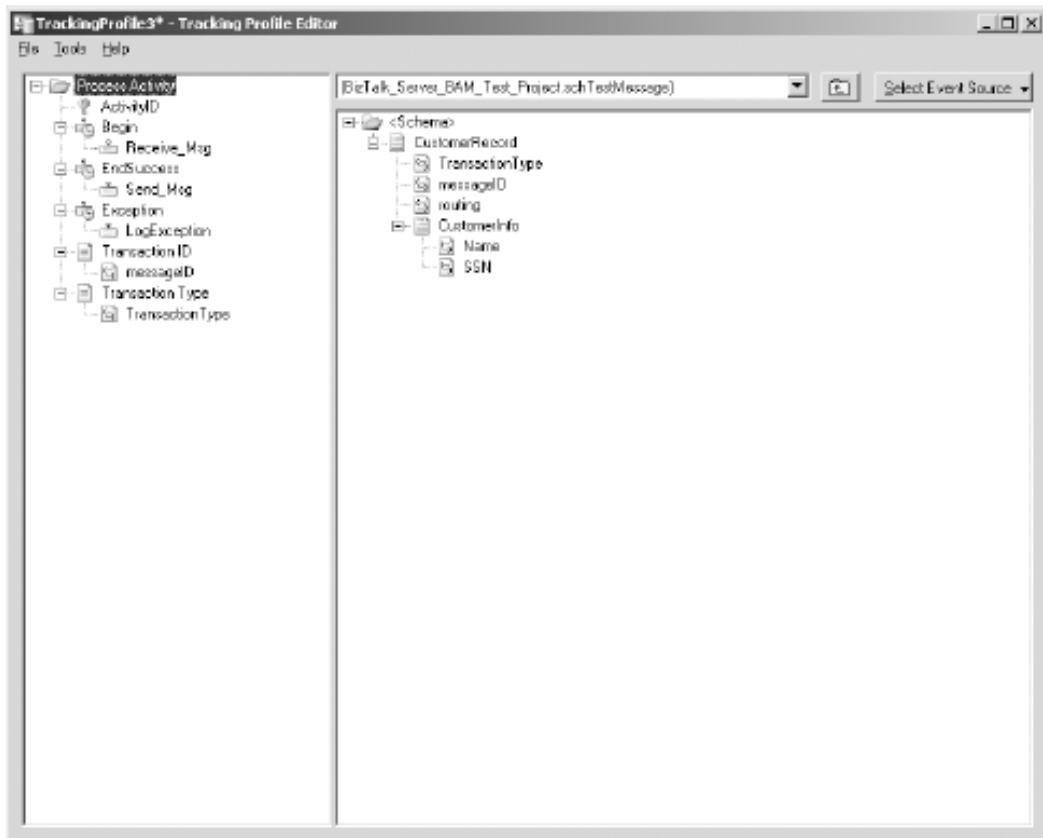 TrackingProfile3* - Tracking Profile Editor
File Tools Help
Process Activity
ActivityID
Begin
Receive_Msg
EndSuccess
Send_Msg
Exception
LogException
Transaction ID
messageID
Transaction Type
TransactionType
(BizTalk_Server_BAM_Test_Project.schTestMessage)
Select Event Source
<Schema>
CustomerRecord
TransactionType
messageID
routing
CustomerInfo
Name
SSN